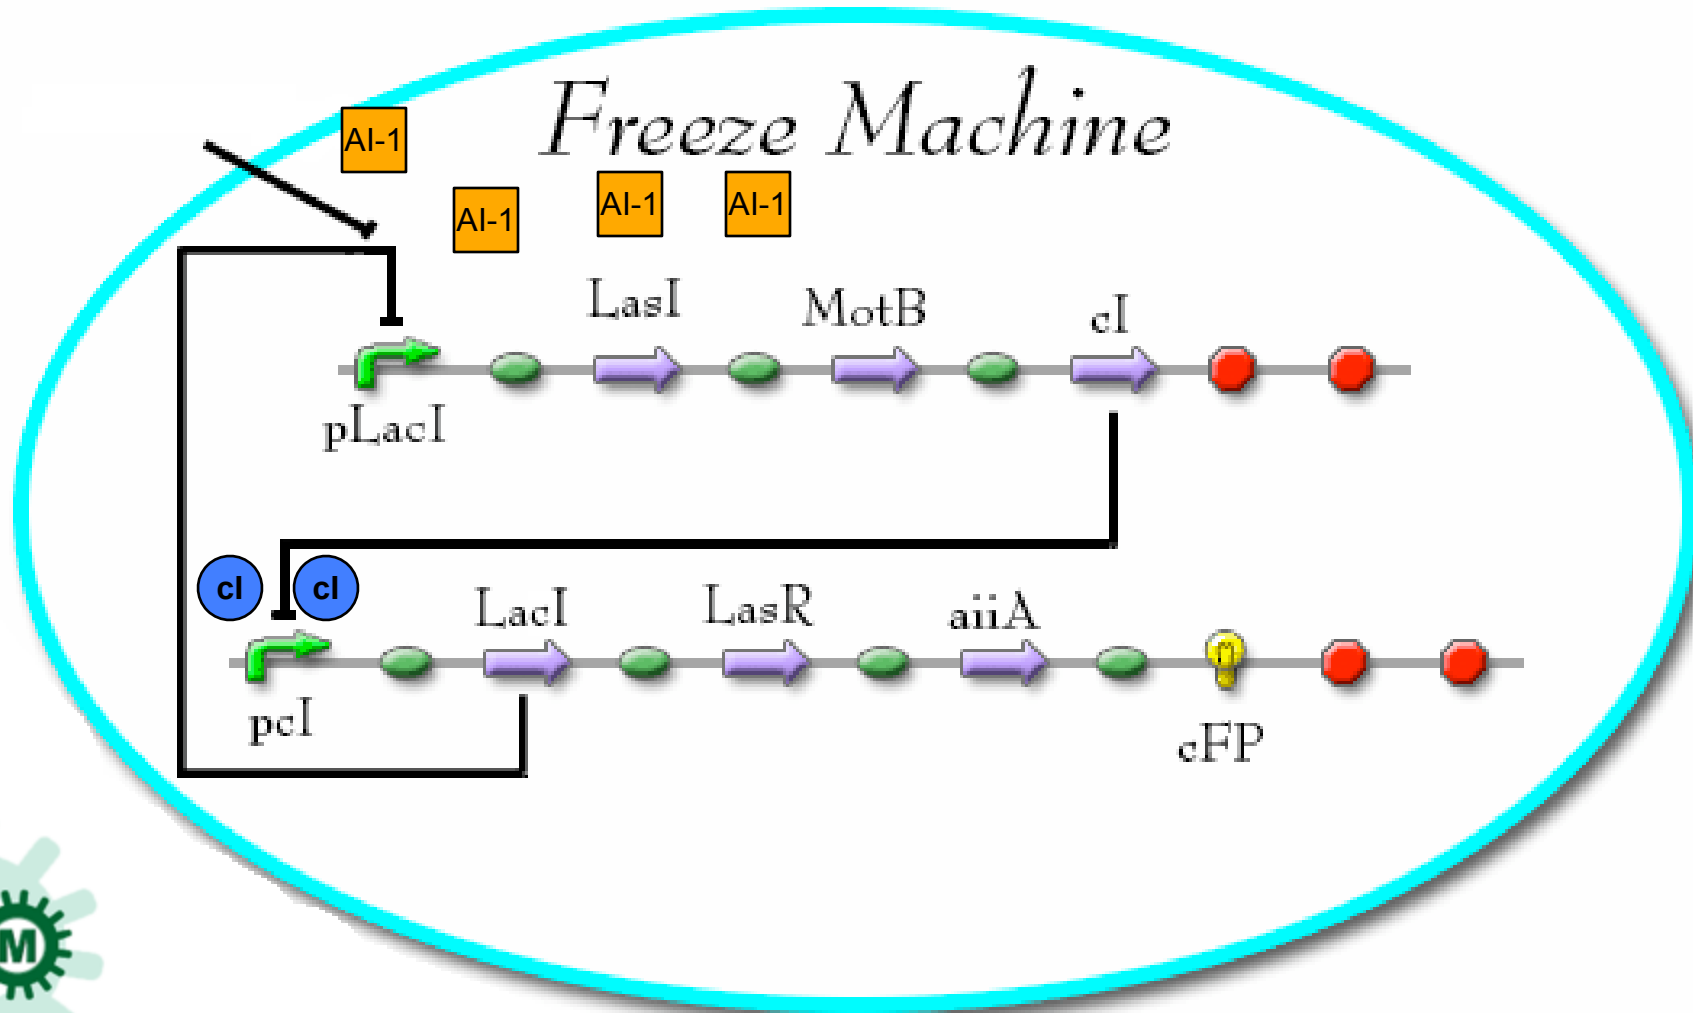 Freeze Machine
AI-1
AI-1
AI-1
AI-1
LasI
MotB
cI
pLacI
cI
cI
LacI
LasR
aiiA
pcI
cFP
M